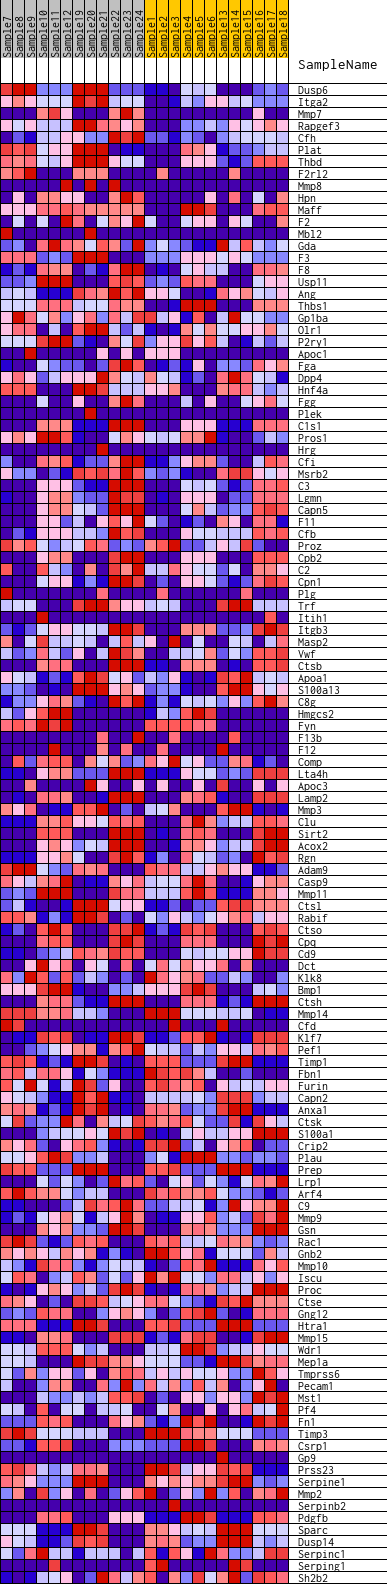 Sample7
Sample8
Sample9
Sample10
Sample11
Sample12
Sample19
Sample20
Sample21
Sample22
Sample23
Sample24
Sample1
Sample2
Sample3
Sample4
Sample5
Sample6
Sample13
Sample14
Sample15
Sample16
Sample17
Sample18
SampleName
Dusp6
Itga2
Mmp7
Rapgef3
Cfh
Plat
Thbd
F2rl2
Mmp8
Hpn
Maff
F2
Mbl2
Gda
F3
F8
Usp11
Ang
Thbs1
Gp1ba
Olr1
P2ry1
Apoc1
Fga
Dpp4
Hnf4a
Fgg
Plek
C1s1
Pros1
Hrg
Cfi
Msrb2
C3
Lgmn
Capn5
F11
Cfb
Proz
Cpb2
C2
Cpn1
Plg
Trf
Itih1
Itgb3
Masp2
Vwf
Ctsb
Apoa1
S100a13
C8g
Hmgcs2
Fyn
F13b
F12
Comp
Lta4h
Apoc3
Lamp2
Mmp3
Clu
Sirt2
Acox2
Rgn
Adam9
Casp9
Mmp11
Ctsl
Rabif
Ctso
Cpq
Cd9
Dct
Klk8
Bmp1
Ctsh
Mmp14
Cfd
Klf7
Pef1
Timp1
Fbn1
Furin
Capn2
Anxa1
Ctsk
S100a1
Crip2
Plau
Prep
Lrp1
Arf4
C9
Mmp9
Gsn
Rac1
Gnb2
Mmp10
Iscu
Proc
Ctse
Gng12
Htra1
Mmp15
Wdr1
Mep1a
Tmprss6
Pecam1
Mst1
Pf4
Fn1
Timp3
Csrp1
Gp9
Prss23
Serpine1
Mmp2
Serpinb2
Pdgfb
Sparc
Dusp14
Serpinc1
Serping1
Sh2b2